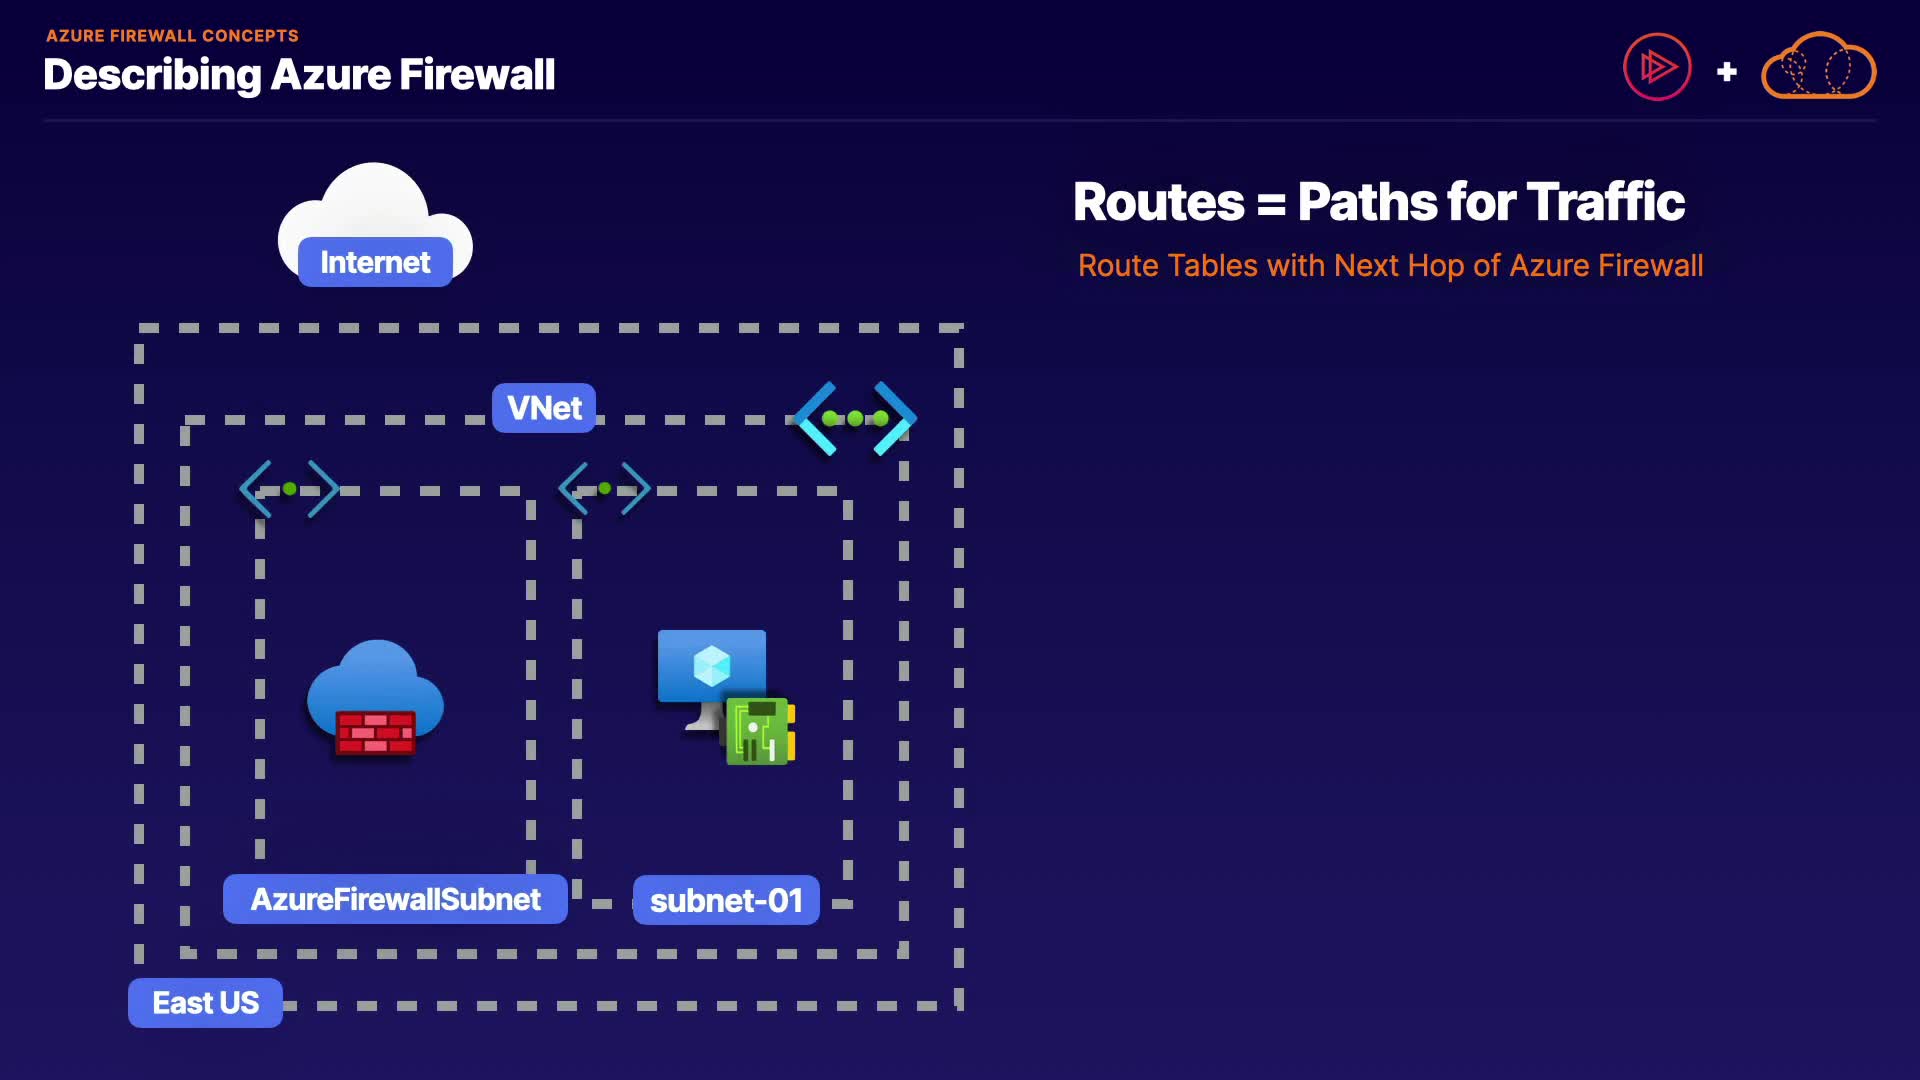 AZURE FIREWALL CONCEPTS
Describing Azure Firewall
Internet
Routes = Paths for Traffic
Route Tables with Next Hop of Azure Firewall
VNet
AzureFirewallSubnet
subnet-01
East US